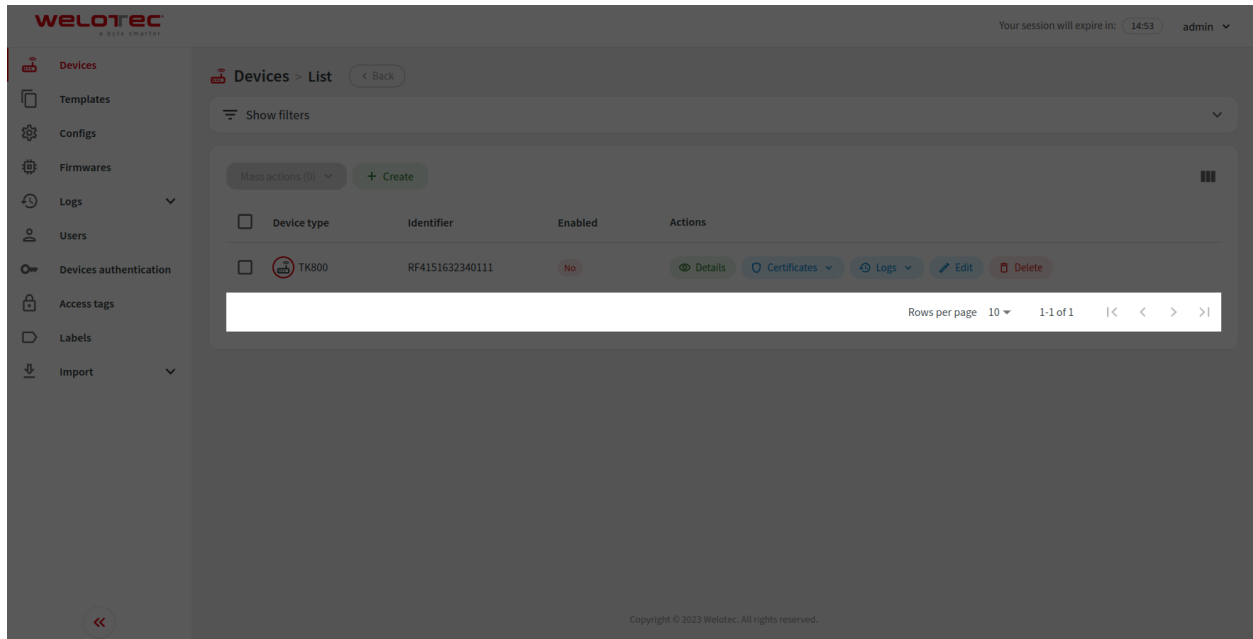 welotec
a byte smarter
Your session will expire in: 14:53 admin
Devices
Templates
Configs
Firmwares
Logs
Users
Devices authentication
Access tags
Labels
Import
Devices > List < Back
Show filters
Mass actions (0) + Create
Device type Identifier Enabled Actions
TK800 RF4151632340111 No Details Certificates Logs Edit Delete
Rows per page 10 1-1 of 1
Copyright © 2023 Welotec. All rights reserved.